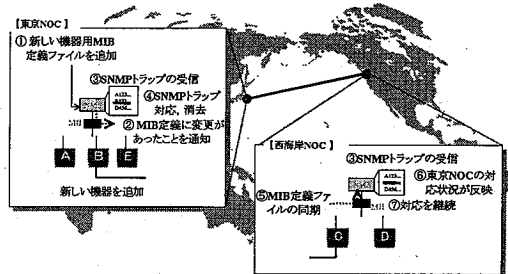 【東京NOC】
① 新しい機器用MIB
定義ファイルを追加
③SNMPトラップの受信
④SNMPトラップ
対応, 消去
② MIB定義に変更が
あったことを通知
A
B
E
新しい機器を追加
【西海岸NOC】
③SNMPトラップの受信
⑥東京NOCの対
応状況が反映
⑤MIB定義ファ
イルの同期
⑦対応を継続
C
D